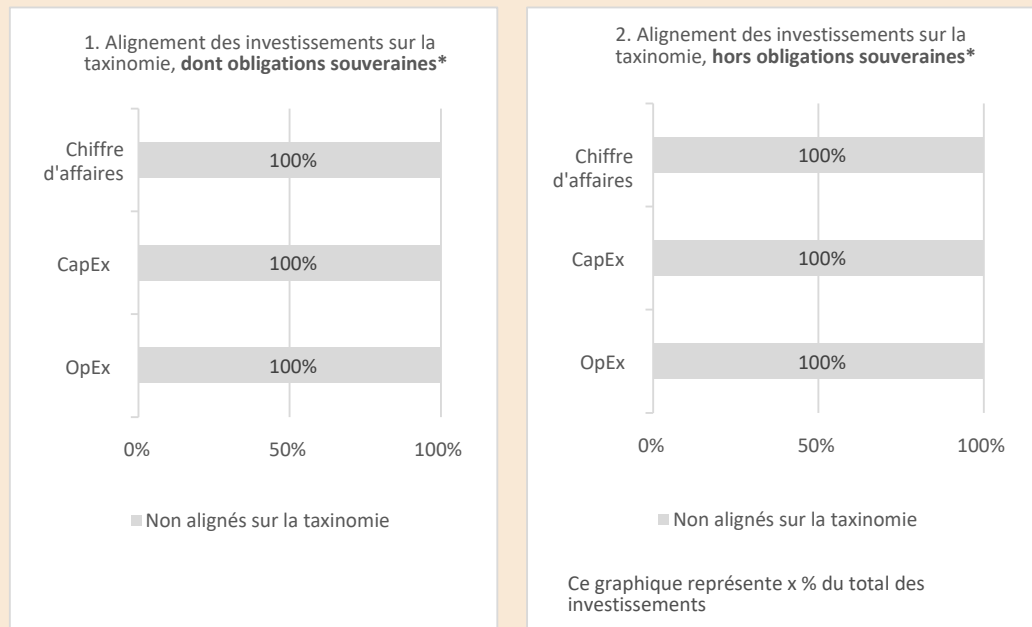 1. Alignement des investissements sur la
taxinomie, dont obligations souveraines*
Chiffre
d'affaires
100%
CapEx
100%
OpEx
100%
0%
50%
100%
Non alignés sur la taxinomie
2. Alignement des investissements sur la
taxinomie, hors obligations souveraines*
Chiffre
d'affaires
100%
CapEx
100%
OpEx
100%
0%
50%
100%
Non alignés sur la taxinomie
Ce graphique représente x % du total des
investissements